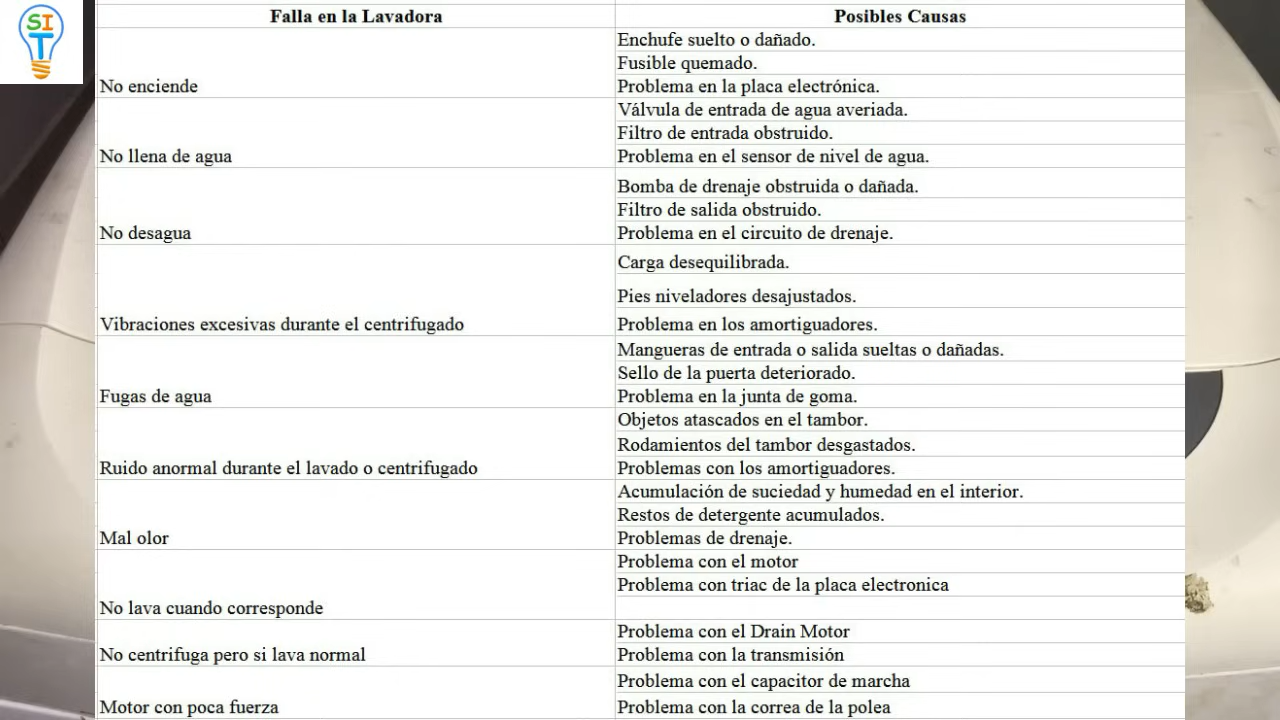 SI
T
Falla en la Lavadora Posibles Causas
Enchufe suelto o dañado.
Fusible quemado.
No enciende Problema en la placa electrónica.
Válvula de entrada de agua averiada.
Filtro de entrada obstruido.
No llena de agua Problema en el sensor de nivel de agua.
Bomba de drenaje obstruida o dañada.
Filtro de salida obstruido.
No desagua Problema en el circuito de drenaje.
Carga desequilibrada.
Pies niveladores desajustados.
Vibraciones excesivas durante el centrifugado Problema en los amortiguadores.
Mangueras de entrada o salida sueltas o dañadas.
Sello de la puerta deteriorado.
Fugas de agua Problema en la junta de goma.
Objetos atascados en el tambor.
Rodamientos del tambor desgastados.
Ruido anormal durante el lavado o centrifugado Problemas con los amortiguadores.
Acumulación de suciedad y humedad en el interior.
Restos de detergente acumulados.
Mal olor Problemas de drenaje.
Problema con el motor
Problema con triac de la placa electronica
No lava cuando corresponde
Problema con el Drain Motor
No centrifuga pero si lava normal Problema con la transmisión
Problema con el capacitor de marcha
Motor con poca fuerza Problema con la correa de la polea